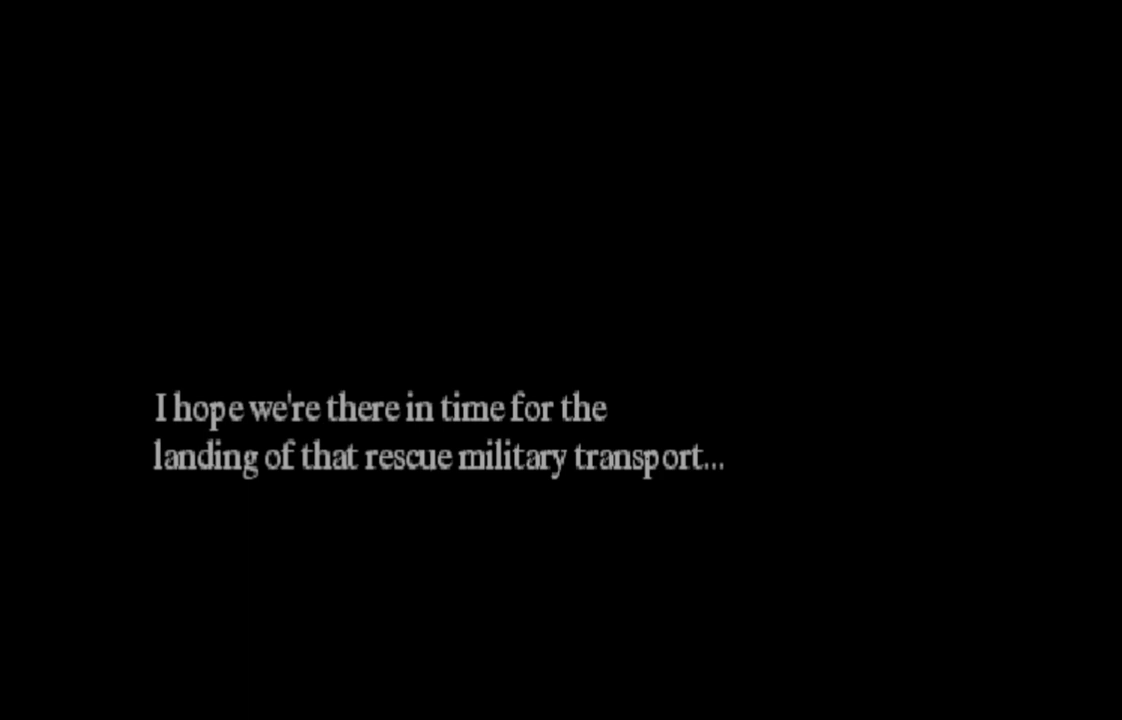 I hope we're there in time for the
landing of that rescue military transport...